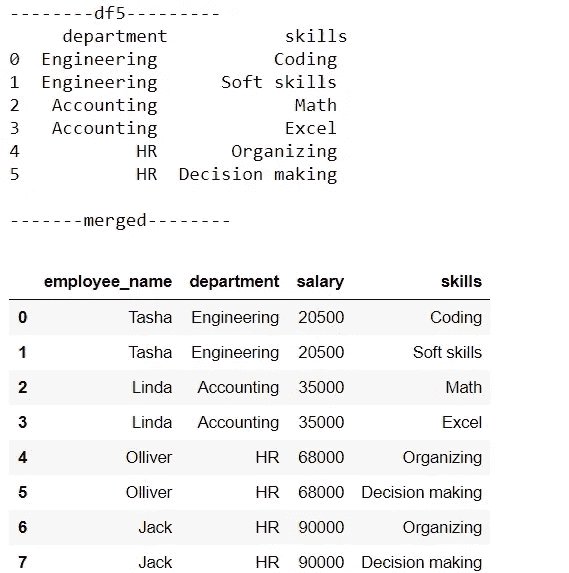 --------df5---------
department skills
0 Engineering Coding
1 Engineering Soft skills
2 Accounting Math
3 Accounting Excel
4 HR Organizing
5 HR Decision making
-------merged--------
employee_name department salary skills
0 Tasha Engineering 20500 Coding
1 Tasha Engineering 20500 Soft skills
2 Linda Accounting 35000 Math
3 Linda Accounting 35000 Excel
4 Olliver HR 68000 Organizing
5 Olliver HR 68000 Decision making
6 Jack HR 90000 Organizing
7 Jack HR 90000 Decision making